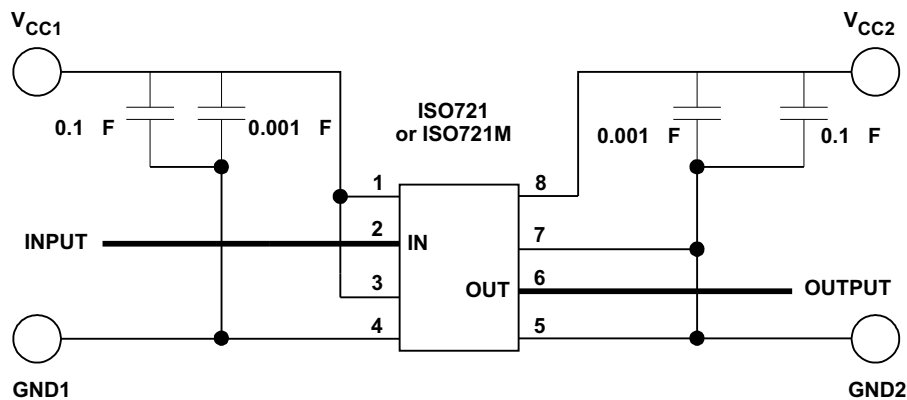 VCC1
VCC2
ISO721
or ISO721M
0.1 F
0.001 F
0.001 F
0.1 F
1
8
2
IN
7
INPUT
3
OUT
6
OUTPUT
4
5
GND1
GND2